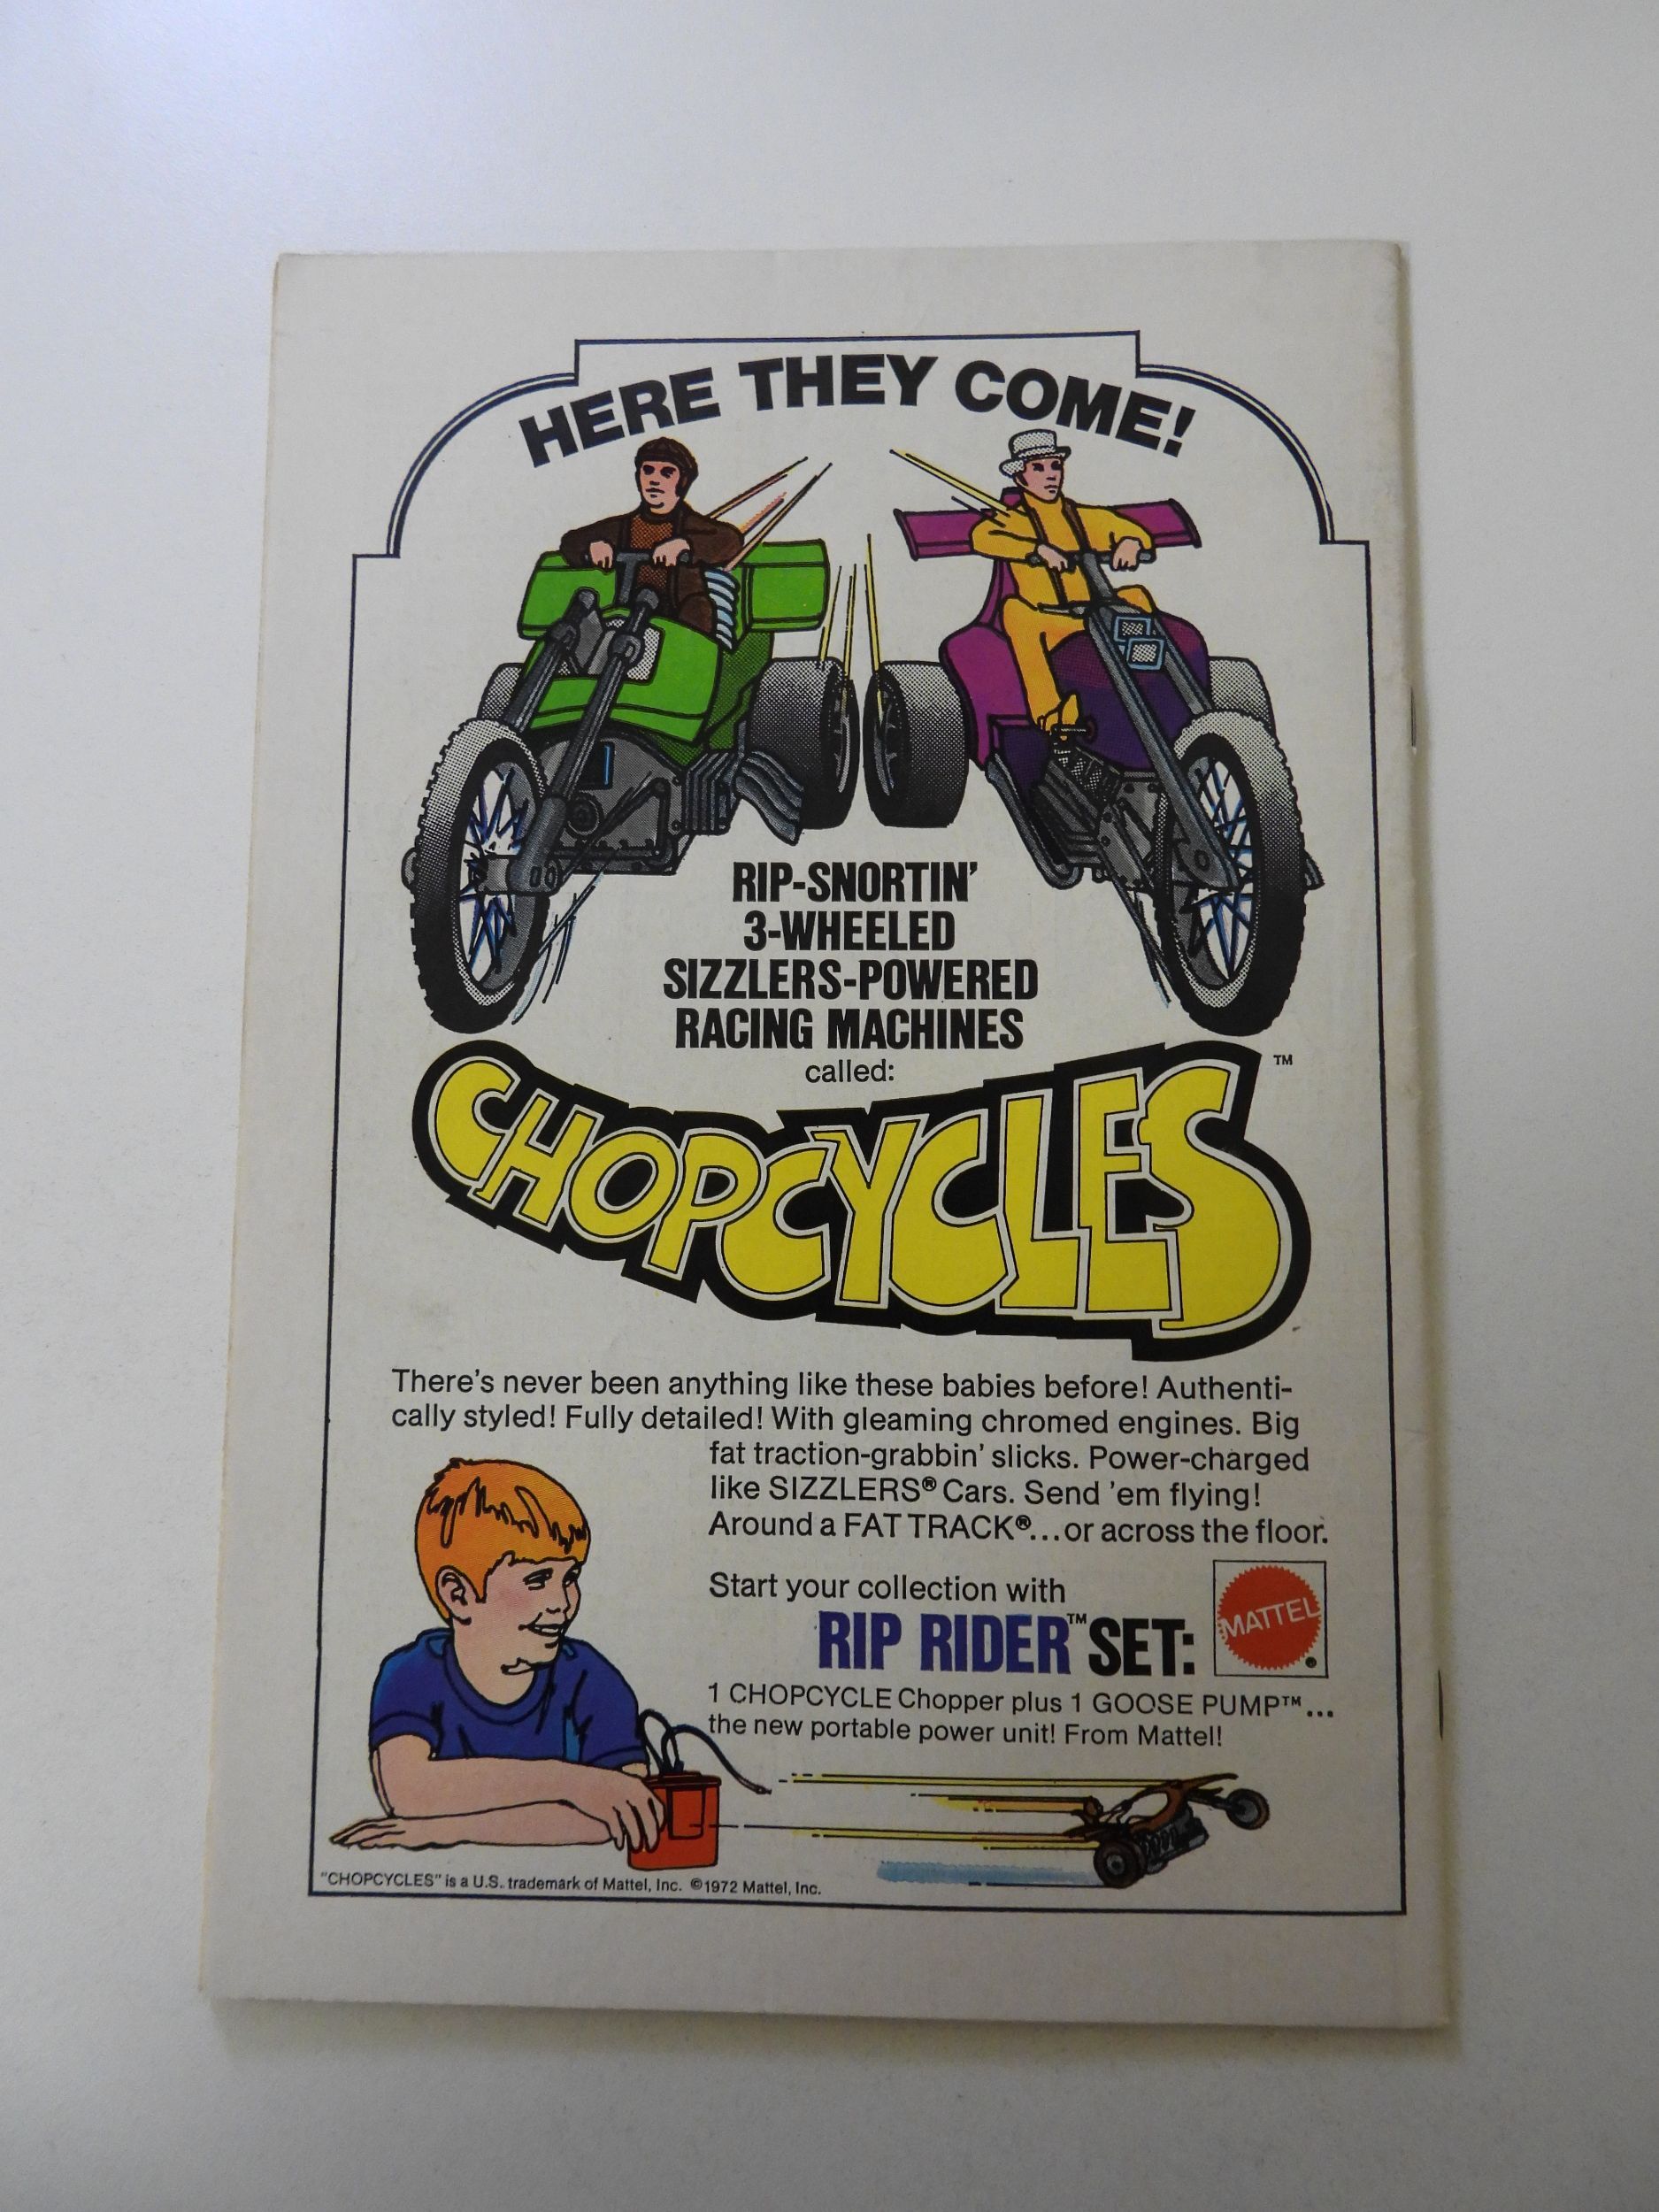 HERE THEY COME!
RIP-SNORTIN'
3-WHEELED
SIZZLERS-POWERED
RACING MACHINES
called:
CHOPCYCLES™
There's never been anything like these babies before! Authenti-
cally styled! Fully detailed! With gleaming chromed engines. Big
fat traction-grabbin' slicks. Power-charged
like SIZZLERS® Cars. Send 'em flying!
Around a FAT TRACK®...or across the floor.
Start your collection with
RIP RIDER™ SET:
MATTEL®
1 CHOPCYCLE Chopper plus 1 GOOSE PUMP™...
the new portable power unit! From Mattel!
"CHOPCYCLES" is a U.S. trademark of Mattel, Inc. ©1972 Mattel, Inc.